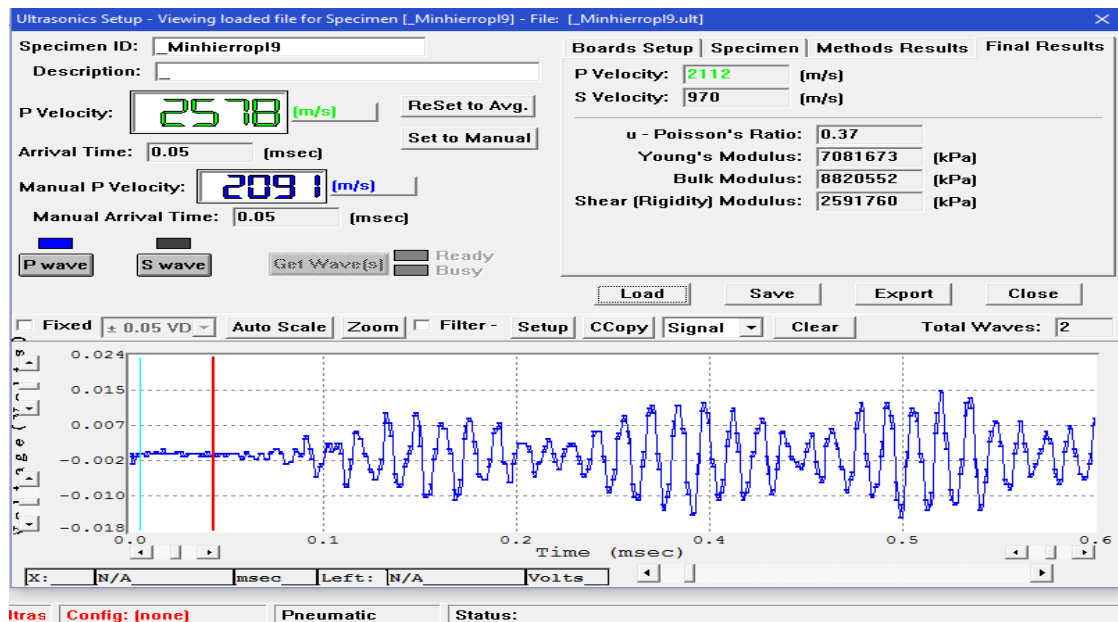 Ultrasonics Setup - Viewing loaded file for Specimen [_Minhierropl9] - File: [_Minhierropl9.ult]
Specimen ID: _Minhierropl9
Description: _
P Velocity: 2578 (m/s) ReSet to Avg.
Set to Manual
Arrival Time: 0.05 (msec)
Manual P Velocity: 2091 (m/s)
Manual Arrival Time: 0.05 (msec)
P wave S wave Get Wave(s) Ready
Busy
Boards Setup Specimen Methods Results Final Results
P Velocity: 2112 (m/s)
S Velocity: 970 (m/s)
u - Poisson's Ratio: 0.37
Young's Modulus: 7081673 (kPa)
Bulk Modulus: 8820552 (kPa)
Shear (Rigidity) Modulus: 2591760 (kPa)
Load Save Export Close
Fixed ± 0.05 VD Auto Scale Zoom Filter - Setup CCopy Signal Clear Total Waves: 2
0.024
0.015
0.007
-0.002
-0.010
-0.018
0.0 0.1 0.2 0.4 0.5 0.6
Time (msec)
X: N/A msec Left: N/A Volts
ltras Config: (none) Pneumatic Status: